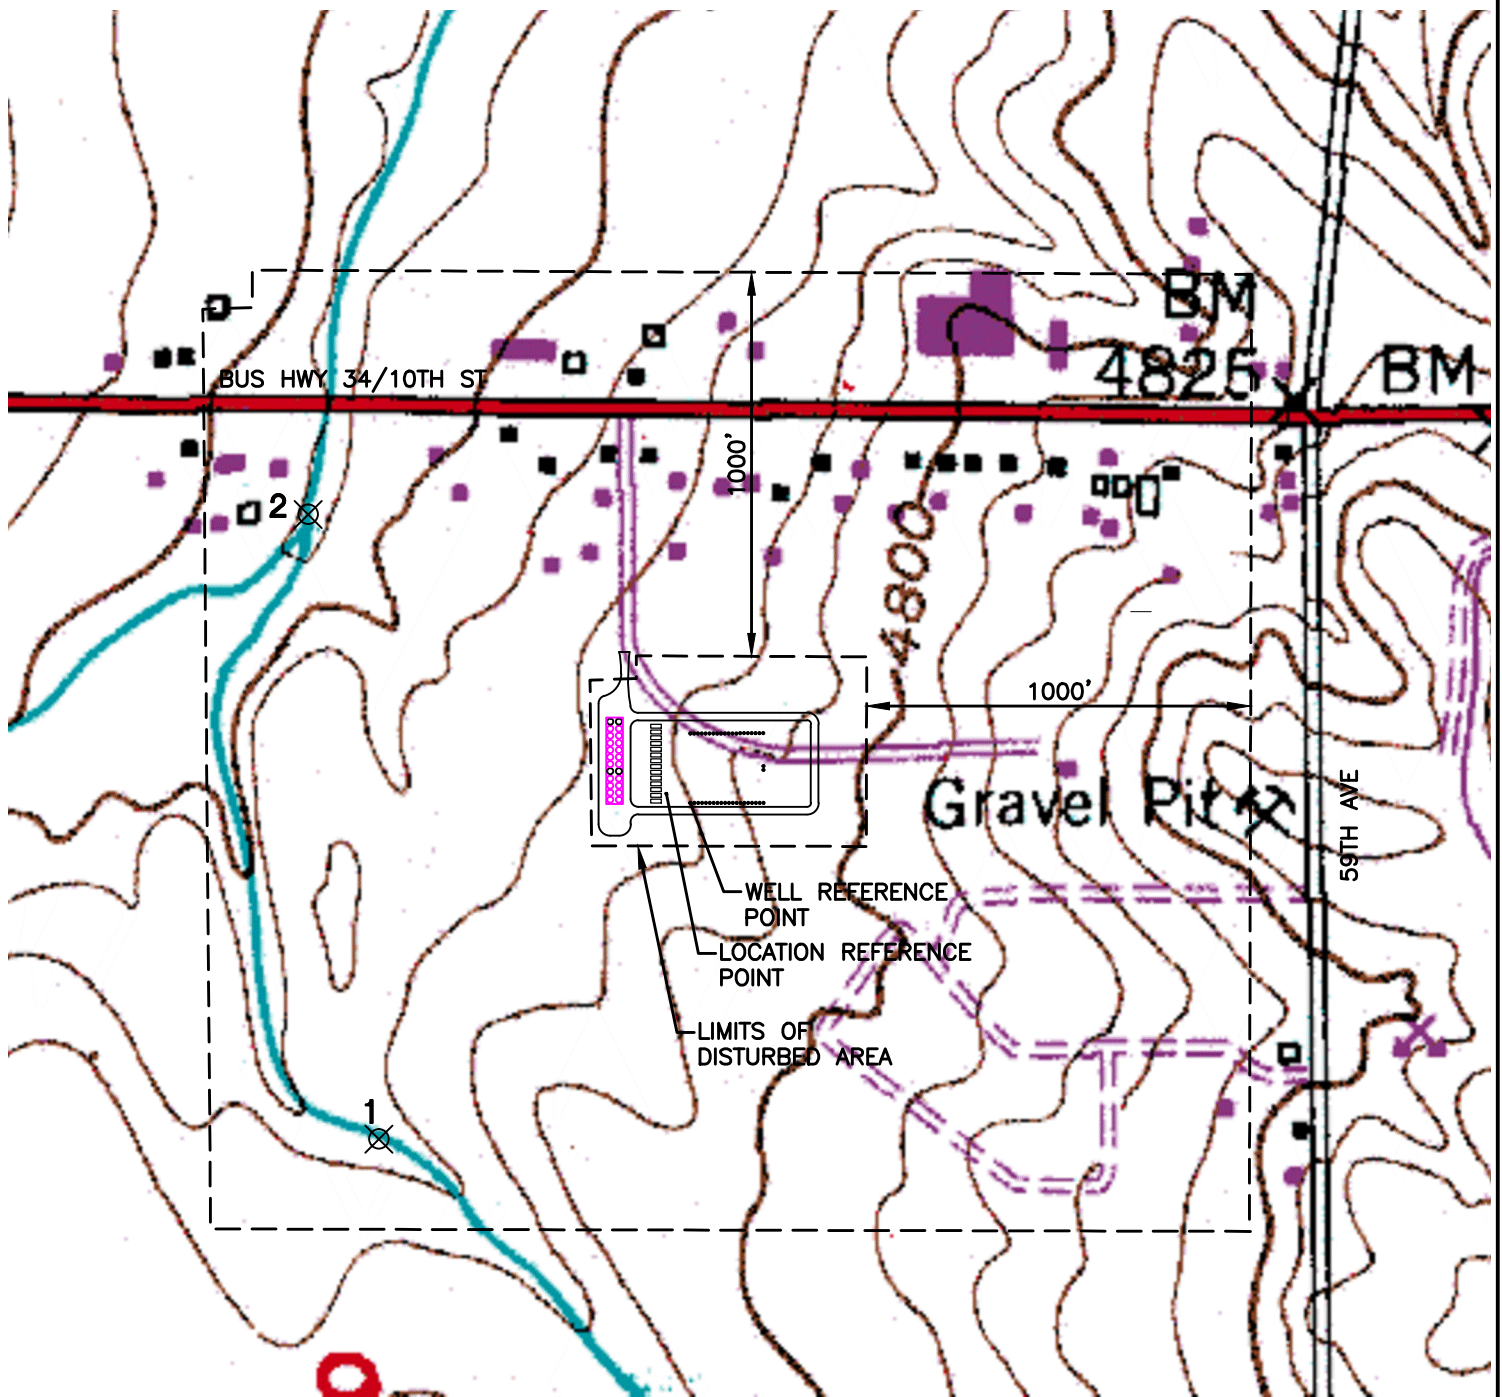 BM
4825
BM
BUS HWY 34/10TH ST
1000'
2
4800
1000'
Gravel Pit
59TH AVE
WELL REFERENCE
POINT
LOCATION REFERENCE
POINT
LIMITS OF
DISTURBED AREA
1